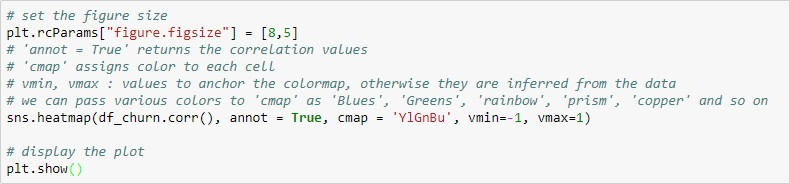 # set the figure size
plt.rcParams["figure.figsize"] = [8,5]
# 'annot = True' returns the correlation values
# 'cmap' assigns color to each cell
# vmin, vmax : values to anchor the colormap, otherwise they are inferred from the data
# we can pass various colors to 'cmap' as 'Blues', 'Greens', 'rainbow', 'prism', 'copper' and so on
sns.heatmap(df_churn.corr(), annot = True, cmap = 'YlGnBu', vmin=-1, vmax=1)
# display the plot
plt.show()